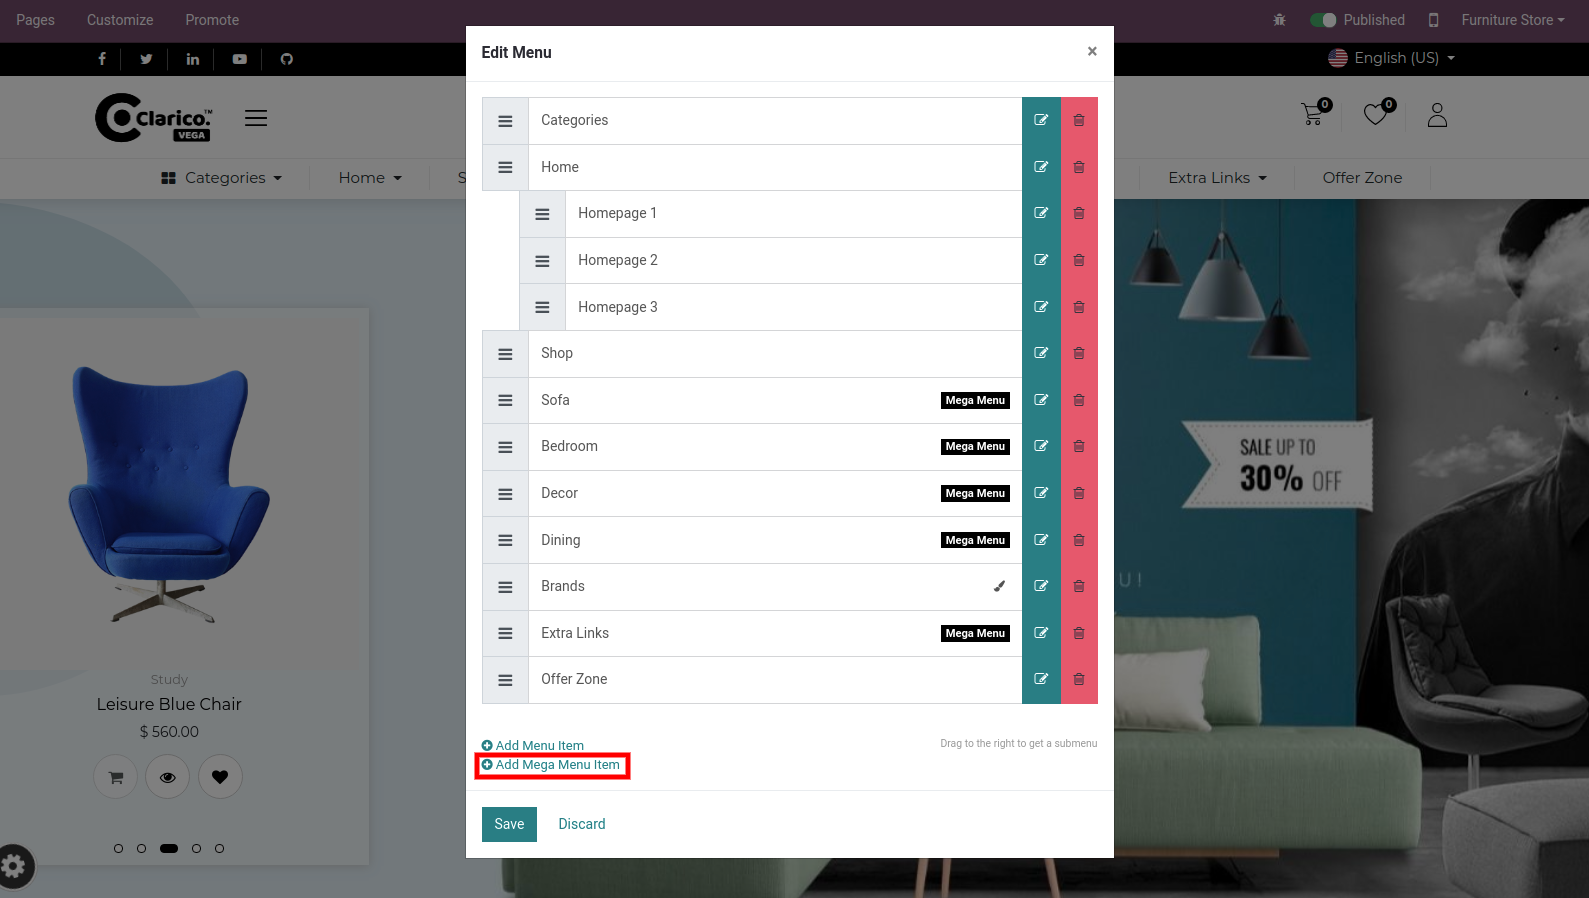 Pages Customize Promote Published Furniture Store
English (US)
Clarico.™
VEGA
0 0
Categories Home S Extra Links Offer Zone
Edit Menu ×
Categories
Home
Homepage 1
Homepage 2
Homepage 3
Shop
Sofa Mega Menu
Bedroom Mega Menu
Decor Mega Menu
Dining Mega Menu
Brands
Extra Links Mega Menu
Offer Zone
Add Menu Item
Drag to the right to get a submenu
Add Mega Menu Item
Save Discard
Study
Leisure Blue Chair
$ 560.00
SALE UP TO
30% OFF
U!